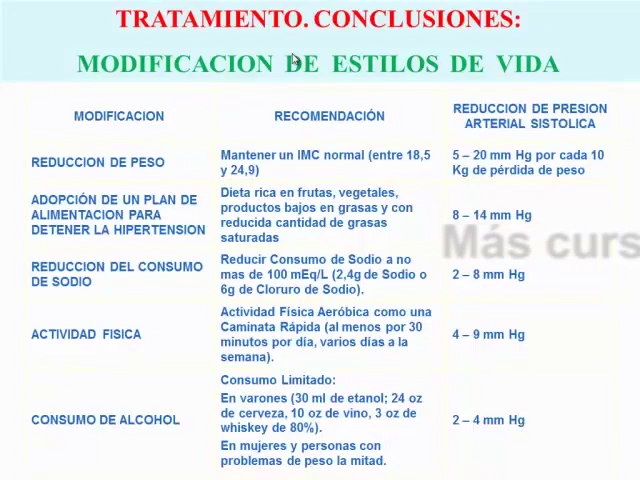 TRATAMIENTO. CONCLUSIONES:
MODIFICACION DE ESTILOS DE VIDA
MODIFICACION
RECOMENDACIÓN
REDUCCION DE PRESION
ARTERIAL SISTOLICA
REDUCCION DE PESO
Mantener un IMC normal (entre 18,5
y 24,9)
5 – 20 mm Hg por cada 10
Kg de pérdida de peso
ADOPCIÓN DE UN PLAN DE
ALIMENTACION PARA
DETENER LA HIPERTENSION
Dieta rica en frutas, vegetales,
productos bajos en grasas y con
reducida cantidad de grasas
saturadas
8 – 14 mm Hg
Más curs
REDUCCION DEL CONSUMO
DE SODIO
Reducir Consumo de Sodio a no
mas de 100 mEq/L (2,4g de Sodio o
6g de Cloruro de Sodio).
2 – 8 mm Hg
ACTIVIDAD FISICA
Actividad Física Aeróbica como una
Caminata Rápida (al menos por 30
minutos por día, varios días a la
semana).
4 – 9 mm Hg
CONSUMO DE ALCOHOL
Consumo Limitado:
En varones (30 ml de etanol; 24 oz
de cerveza, 10 oz de vino, 3 oz de
whiskey de 80%).
En mujeres y personas con
problemas de peso la mitad.
2 – 4 mm Hg